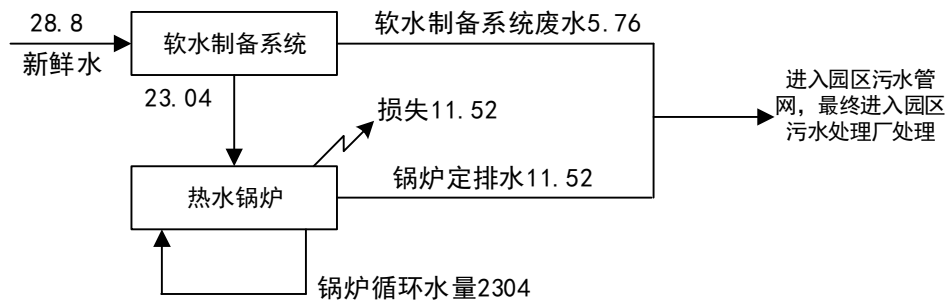 28.8
新鲜水
软水制备系统
软水制备系统废水5.76
23.04
损失11.52
进入园区污水管
网，最终进入园区
污水处理厂处理
热水锅炉
锅炉定排水11.52
锅炉循环水量2304